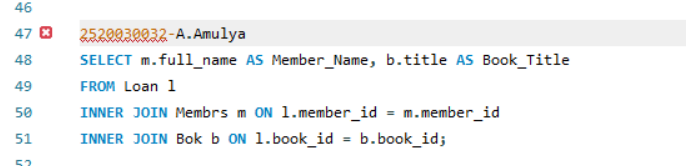 46
47 2520030032-A.Amulya
48 SELECT m.full_name AS Member_Name, b.title AS Book_Title
49 FROM Loan l
50 INNER JOIN Membrs m ON l.member_id = m.member_id
51 INNER JOIN Bok b ON l.book_id = b.book_id;
52